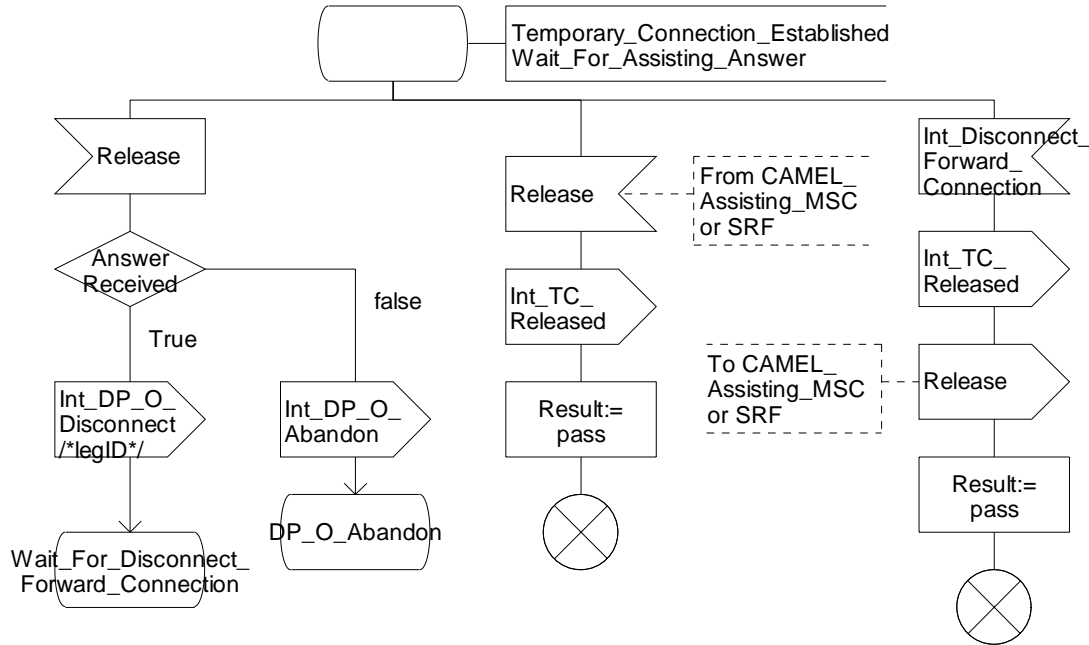 Temporary_Connection_Established
Wait_For_Assisting_Answer
Release
Release
From CAMEL_
Assisting_MSC
or SRF
Int_Disconnect_
Forward_
Connection
Answer
Received
false
True
Int_TC_
Released
Int_TC_
Released
Int_DP_O_
Disconnect
/*legID*/
Int_DP_O_
Abandon
Result:=
pass
To CAMEL_
Assisting_MSC
or SRF
Release
Wait_For_Disconnect_
Forward_Connection
DP_O_Abandon
Result:=
pass